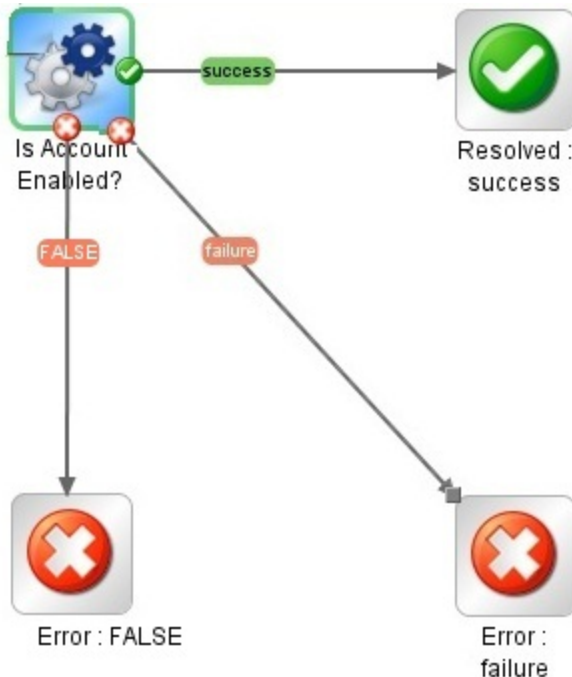 success
Is Account
Enabled?
Resolved :
success
FALSE
failure
Error : FALSE
Error :
failure